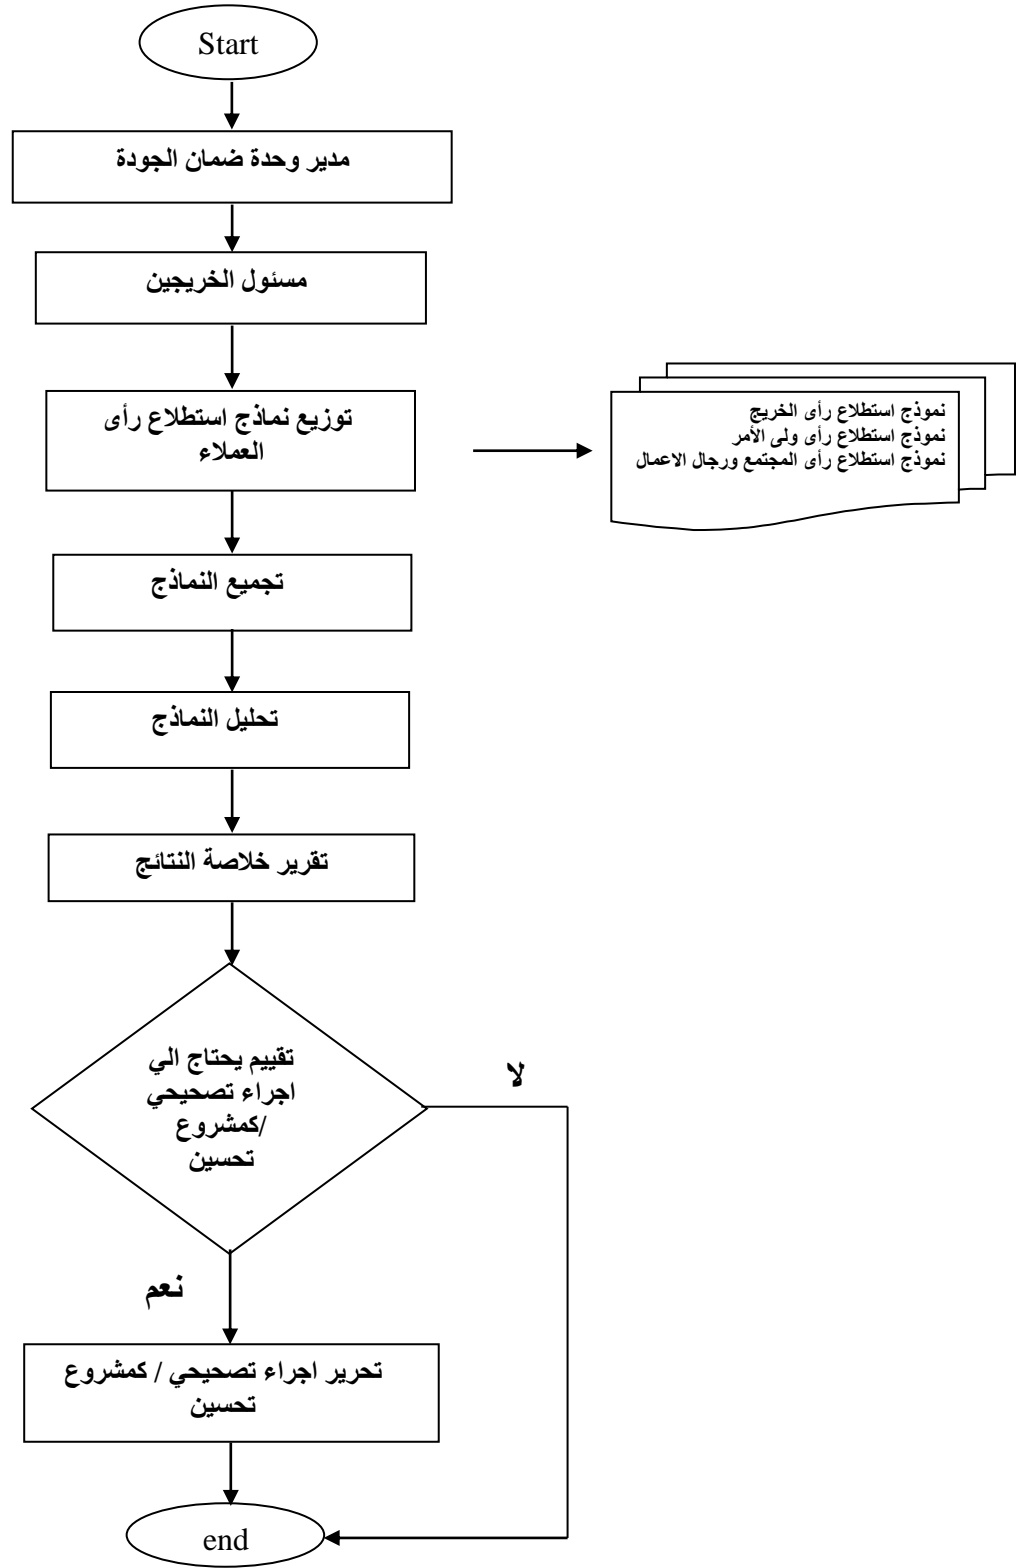 Start
مدير وحدة ضمان الجودة
مسئول الخريجين
توزيع نماذج استطلاع رأى
العملاء
نموذج استطلاع رأى الخريج
نموذج استطلاع رأى ولى الأمر
نموذج استطلاع رأى المجتمع ورجال الاعمال
تجميع النماذج
تحليل النماذج
تقرير خلاصة النتائج
تقييم يحتاج الي
اجراء تصحيحي
/كمشروع
تحسين
لا
نعم
تحرير اجراء تصحيحي / كمشروع
تحسين
end